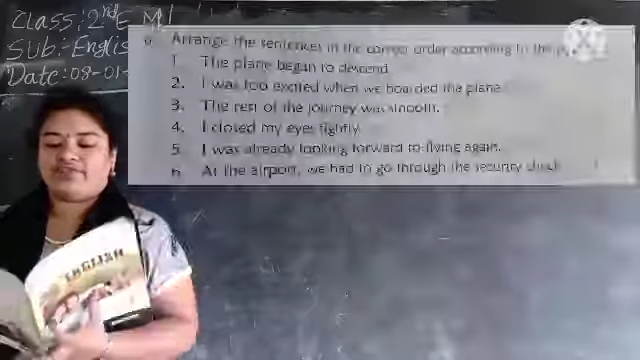 Class: 2nd E M
Sub:- Englis
Date: 08-01-
Arrange the sentences in the correct order according to the
1. The plane began to descend
2. I was too excited when we boarded the plane
3. The rest of the journey was smooth.
4. I closed my eyes tightly
5. I was already looking forward to flying again.
6. At the airport, we had to go through the security check
ENGLISH